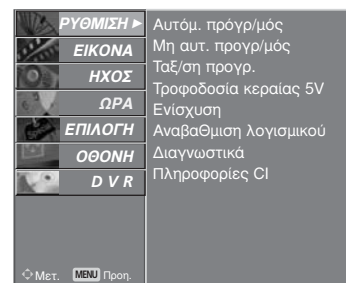 ΡΥΘΜΙΣΗ ►
ΕΙΚΟΝΑ
ΗΧΟΣ
ΩΡΑ
ΕΠΙΛΟΓΗ
ΟΘΟΝΗ
D V R
Αυτόμ. πρόγρ/μός
Μη αυτ. προγρ/μός
Ταξ/ση προγρ.
Τροφοδοσία κεραίας 5V
Ενίσχυση
ΑναβαΘμιση λογισμικού
Διαγνωστικά
Πληροφορίες CI
Μετ. MENU Προη.